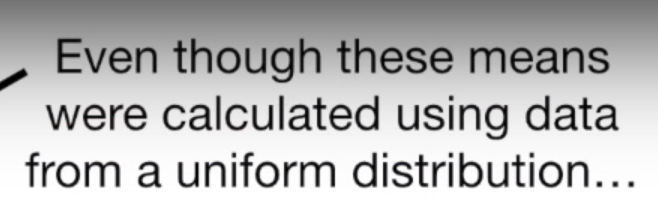 Even though these means
were calculated using data
from a uniform distribution...